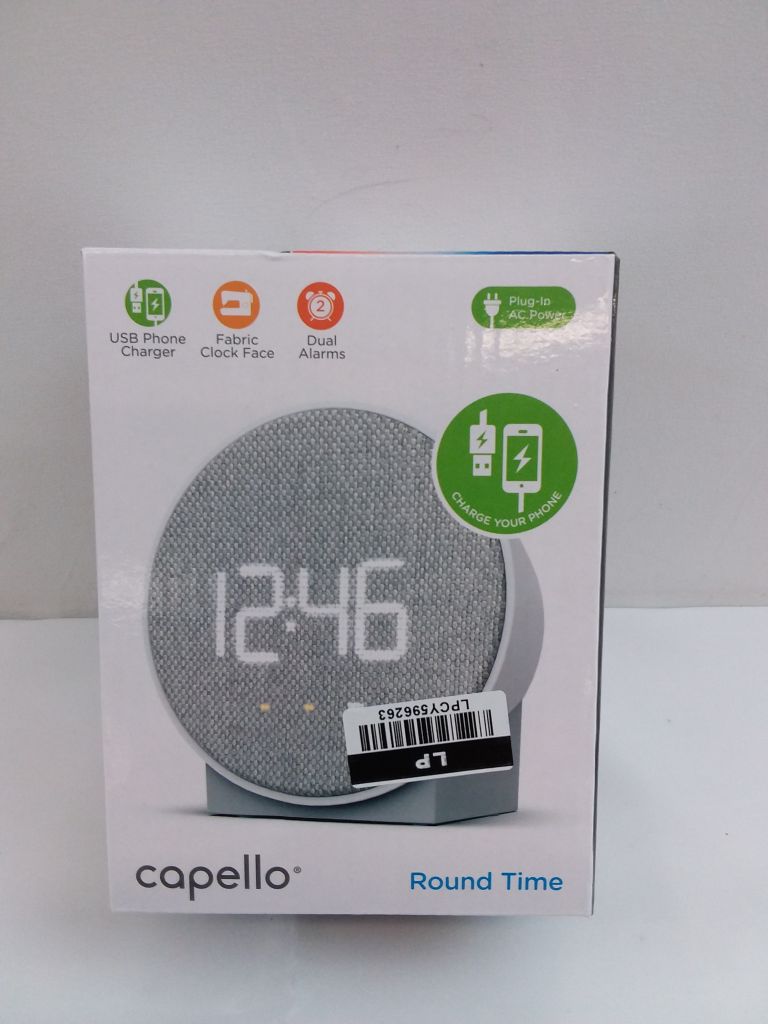 USB Phone
Charger
Fabric
Clock Face
2
Dual
Alarms
Plug-In
AC Power
CHARGE YOUR PHONE
12:46
LPCY596263
LP
capello®
Round Time